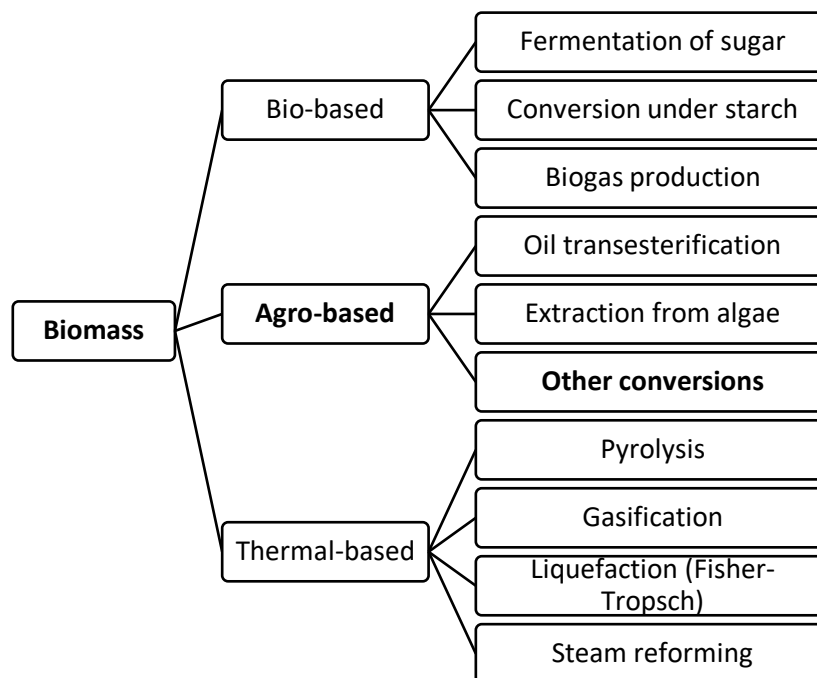 Fermentation of sugar
Bio-based
Conversion under starch
Biogas production
Oil transesterification
Biomass
Agro-based
Extraction from algae
Other conversions
Pyrolysis
Gasification
Thermal-based
Liquefaction (Fisher-
Tropsch)
Steam reforming